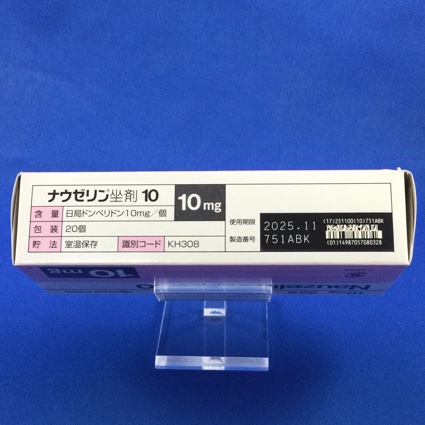 ナウゼリン®坐剤 10
10mg
含量 日局ドンペリドン10mg/個
包装 20個
貯法 室温保存 識別コード KH308
使用期限 2025.11
製造番号 751ABK
(17)251100(10)751ABK
(01)14987057080328
10 mg
Nauzeli